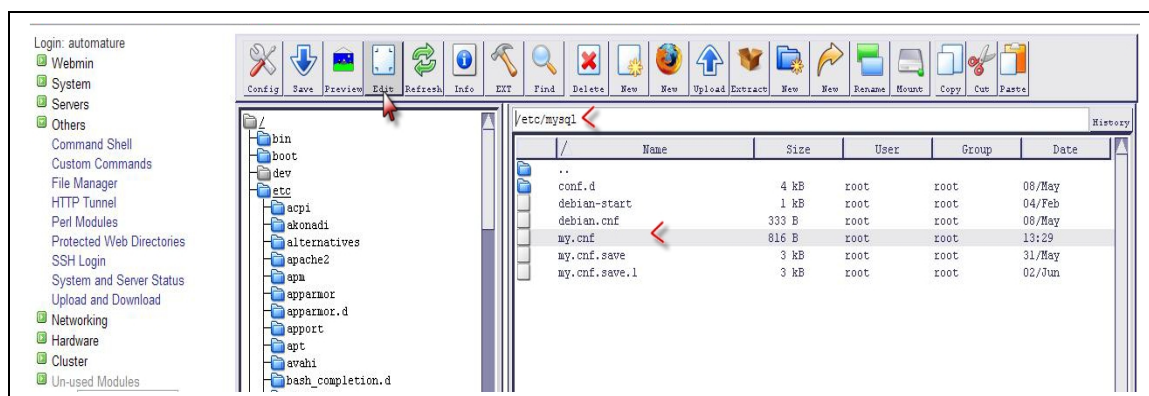 Login: automature
Webmin
System
Servers
Others
Command Shell
Custom Commands
File Manager
HTTP Tunnel
Perl Modules
Protected Web Directories
SSH Login
System and Server Status
Upload and Download
Networking
Hardware
Cluster
Un-used Modules
Config Save Preview Edit Refresh Info EXT Find Delete New New Upload Extract New New Rename Mount Copy Cut Paste
/
bin
boot
dev
etc
acpi
akonadi
alternatives
apache2
apm
apparmor
apparmor.d
apport
apt
avahi
bash_completion.d
/etc/mysql History
/ Name Size User Group Date
..
conf.d 4 kB root root 08/May
debian-start 1 kB root root 04/Feb
debian.cnf 333 B root root 08/May
my.cnf 816 B root root 13:29
my.cnf.save 3 kB root root 31/May
my.cnf.save.1 3 kB root root 02/Jun